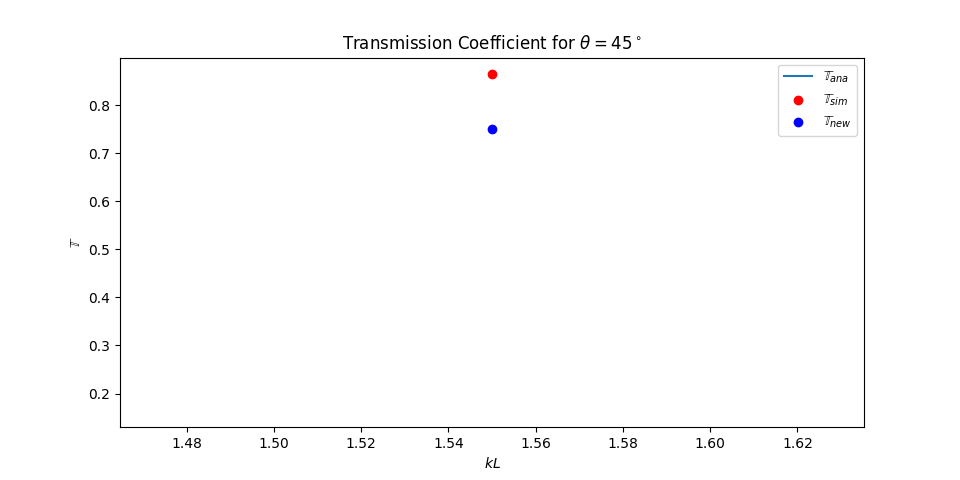 Transmission Coefficient for θ = 45°
𝕋ana
𝕋sim
𝕋new
𝕋
0.8
0.7
0.6
0.5
0.4
0.3
0.2
1.48 1.50 1.52 1.54 1.56 1.58 1.60 1.62
kL